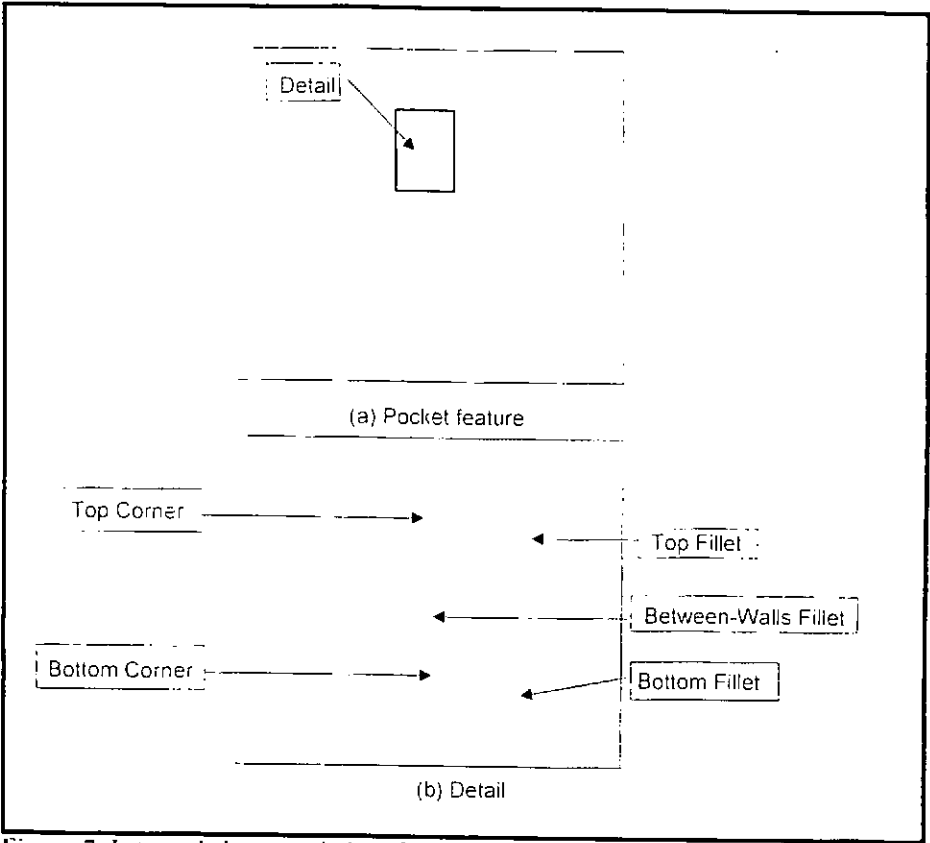 Detail
(a) Pocket feature
Top Corner
Top Fillet
Between-Walls Fillet
Bottom Corner
Bottom Fillet
(b) Detail